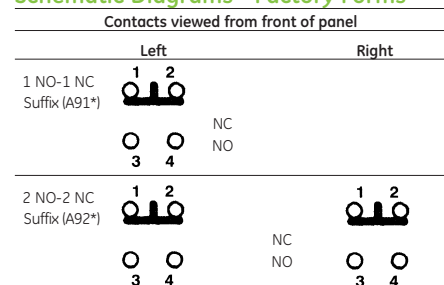 Schematic Diagrams - Factory Forms
Contacts viewed from front of panel
Left Right
1 NO-1 NC
Suffix (A91*)
1 2
NC
NO
3 4
2 NO-2 NC
Suffix (A92*)
1 2 1 2
NC
NO
3 4 3 4